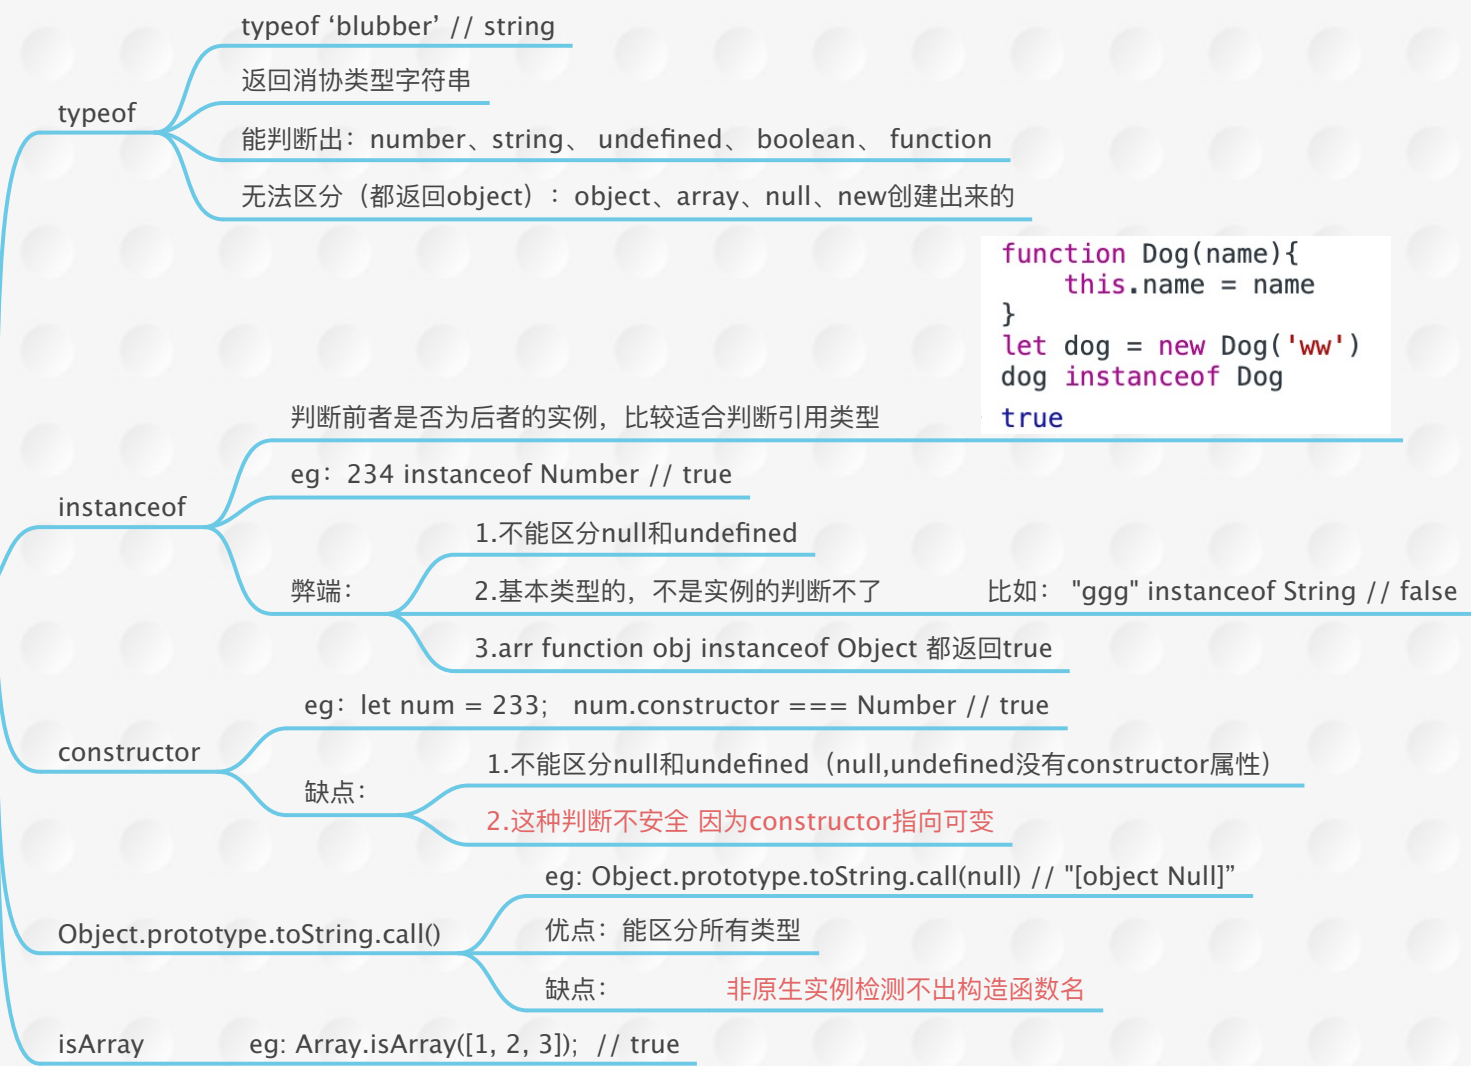 typeof
typeof ‘blubber’ // string
返回消协类型字符串
能判断出：number、string、 undefined、 boolean、 function
无法区分（都返回object）：object、array、null、new创建出来的
instanceof
判断前者是否为后者的实例，比较适合判断引用类型
function Dog(name){
this.name = name
}
let dog = new Dog('ww')
dog instanceof Dog
true
eg：234 instanceof Number // true
弊端：
1.不能区分null和undefined
2.基本类型的，不是实例的判断不了 比如： "ggg" instanceof String // false
3.arr function obj instanceof Object 都返回true
constructor
eg：let num = 233; num.constructor === Number // true
缺点：
1.不能区分null和undefined（null,undefined没有constructor属性）
2.这种判断不安全 因为constructor指向可变
Object.prototype.toString.call()
eg: Object.prototype.toString.call(null) // "[object Null]”
优点：能区分所有类型
缺点： 非原生实例检测不出构造函数名
isArray eg: Array.isArray([1, 2, 3]); // true